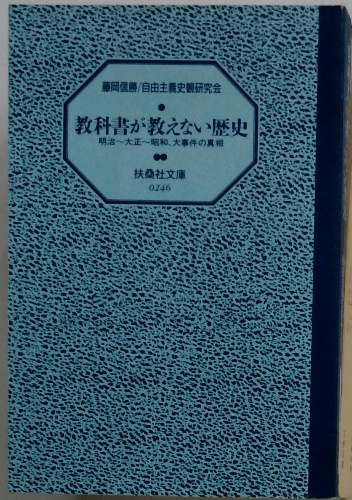 藤岡信勝/自由主義史観研究会
教科書が教えない歴史
明治〜大正〜昭和、大事件の真相
扶桑社文庫
0246